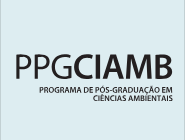 PPGCIAMB
PROGRAMA DE PÓS-GRADUAÇÃO EM
CIÊNCIAS AMBIENTAIS